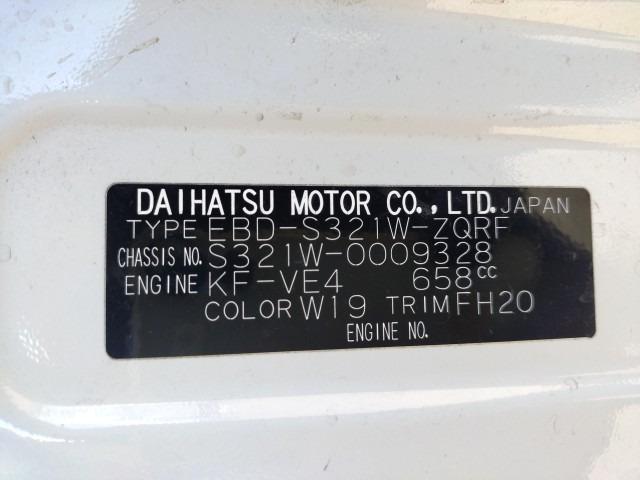 DAIHATSU MOTOR CO.,LTD. JAPAN
TYPE EBD-S321W-ZQRF
CHASSIS NO. S321W-0009328
ENGINE KF-VE4 658cc
COLOR W19 TRIM FH20
ENGINE NO.